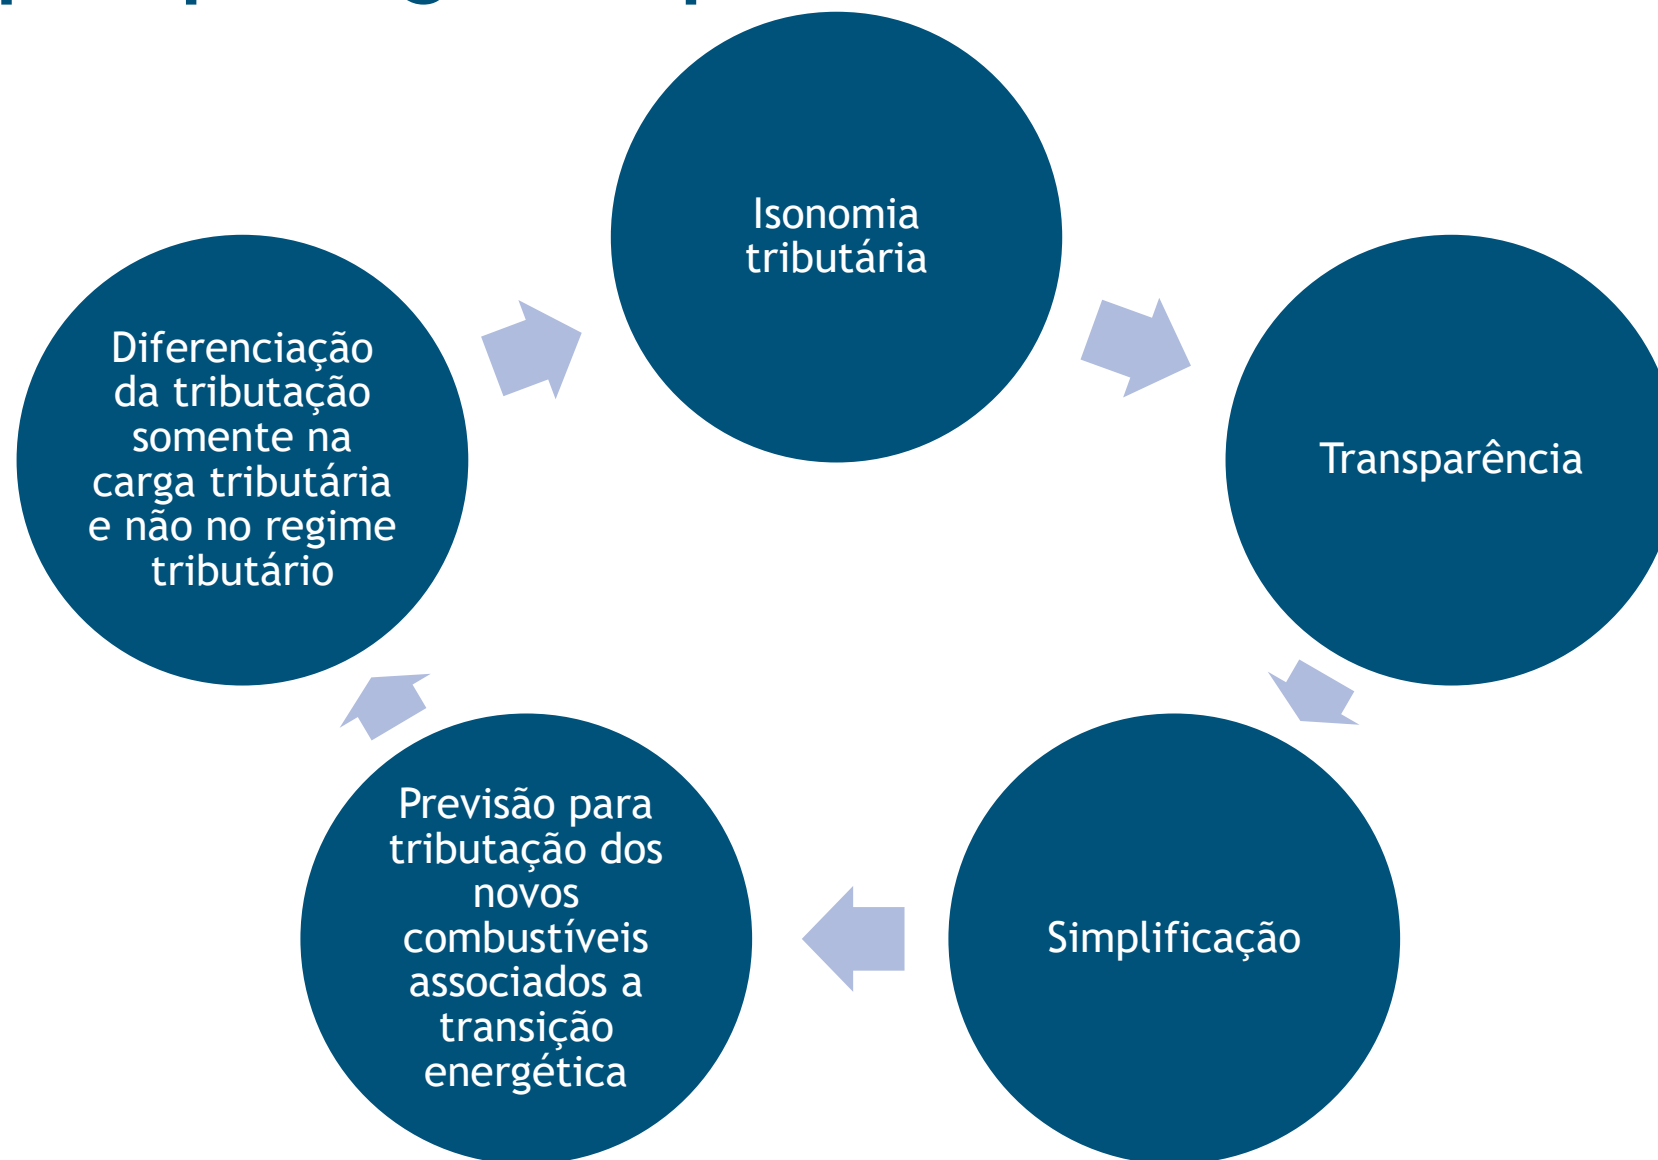 Isonomia
tributária
Transparência
Simplificação
Previsão para
tributação dos
novos
combustíveis
associados a
transição
energética
Diferenciação
da tributação
somente na
carga tributária
e não no regime
tributário